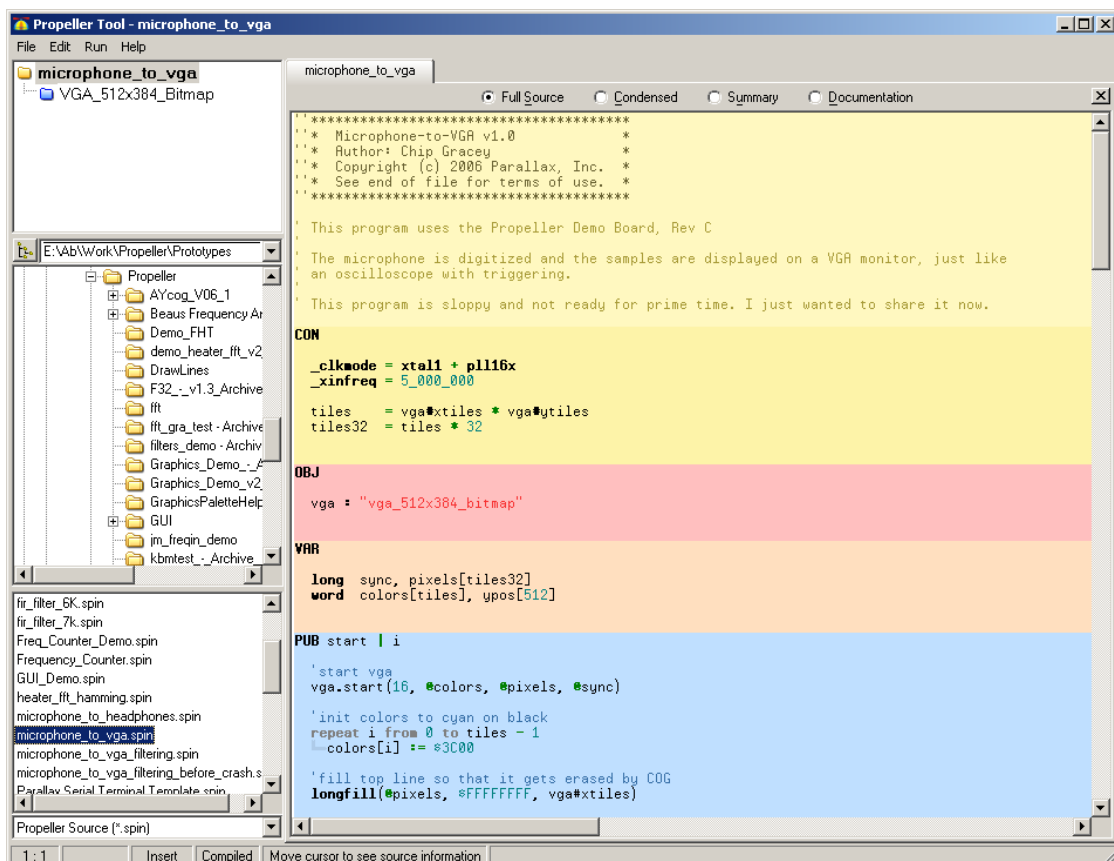 Propeller Tool - microphone_to_vga
File Edit Run Help
microphone_to_vga
VGA_512x384_Bitmap
E:\Ab\Work\Propeller\Prototypes
Propeller
AYcog_V06_1
Beaus Frequency Ar
Demo_FHT
demo_heater_fft_v2
DrawLines
F32_-_v1.3_Archive
fft
fft_gra_test - Archive
filters_demo - Archiv
Graphics_Demo_-_A
Graphics_Demo_v2_
GraphicsPaletteHelp
GUI
jm_freqin_demo
kbmtest_-_Archive_
fir_filter_6K.spin
fir_filter_7k.spin
Freq_Counter_Demo.spin
Frequency_Counter.spin
GUI_Demo.spin
heater_fft_hamming.spin
microphone_to_headphones.spin
microphone_to_vga.spin
microphone_to_vga_filtering.spin
microphone_to_vga_filtering_before_crash.s
Parallax Serial Terminal Template.spin
Propeller Source (*.spin)
microphone_to_vga
Full Source Condensed Summary Documentation
''***************************************
''*  Microphone-to-VGA v1.0             *
''*  Author: Chip Gracey                *
''*  Copyright (c) 2006 Parallax, Inc.  *
''*  See end of file for terms of use.  *
''***************************************
' This program uses the Propeller Demo Board, Rev C
'
' The microphone is digitized and the samples are displayed on a VGA monitor, just like
' an oscilloscope with triggering.
'
' This program is sloppy and not ready for prime time. I just wanted to share it now.
CON
_clkmode = xtal1 + pll16x
_xinfreq = 5_000_000
tiles    = vga#xtiles * vga#ytiles
tiles32  = tiles * 32
OBJ
vga : "vga_512x384_bitmap"
VAR
long  sync, pixels[tiles32]
word  colors[tiles], ypos[512]
PUB start | i
'start vga
vga.start(16, @colors, @pixels, @sync)
'init colors to cyan on black
repeat i from 0 to tiles - 1
colors[i] := $3C00
'fill top line so that it gets erased by COG
longfill(@pixels, $FFFFFFFF, vga#xtiles)
1 : 1 Insert Compiled Move cursor to see source information